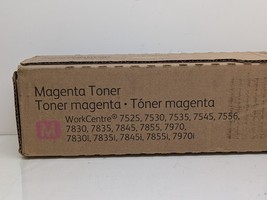 Magenta Toner
Toner magenta • Tóner magenta
WorkCentre® 7525, 7530, 7535, 7545, 7556,
M 7830, 7835, 7845, 7855, 7970,
7830i, 7835i, 7845i, 7855i, 7970i